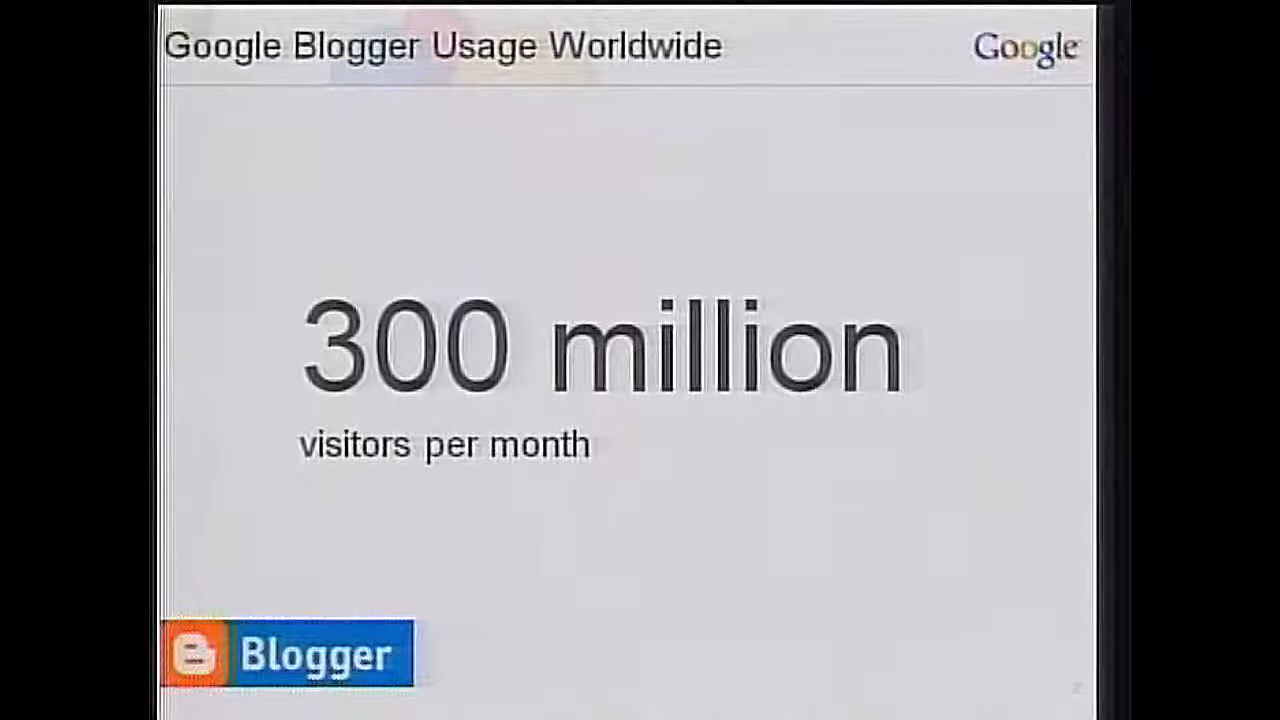 Google Blogger Usage Worldwide
Google
300 million
visitors per month
Blogger